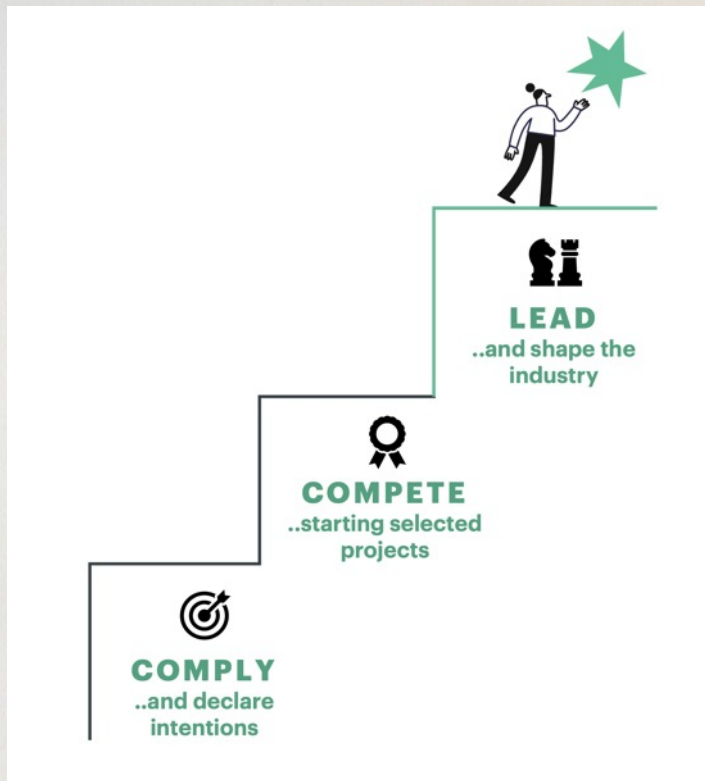 LEAD
..and shape the
industry
COMPETE
..starting selected
projects
COMPLY
..and declare
intentions